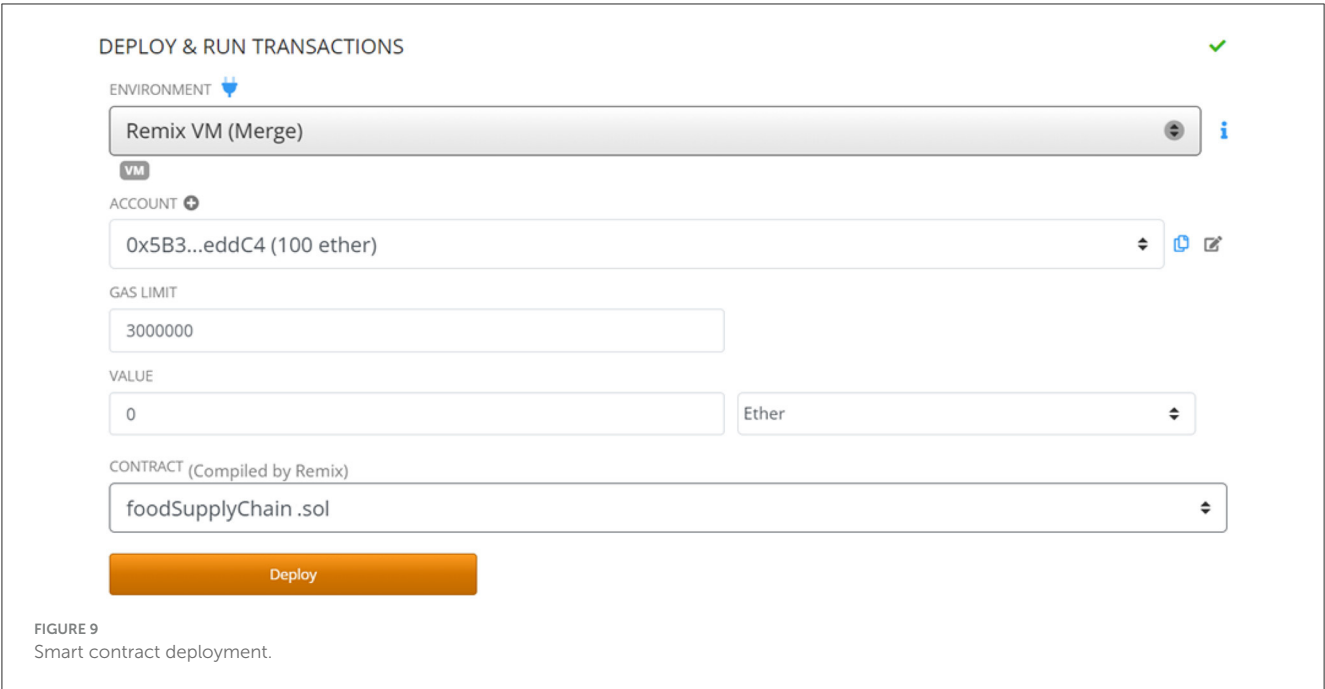 DEPLOY & RUN TRANSACTIONS
ENVIRONMENT
Remix VM (Merge)
VM
ACCOUNT
0x5B3...eddC4 (100 ether)
GAS LIMIT
3000000
VALUE
0 Ether
CONTRACT (Compiled by Remix)
foodSupplyChain .sol
Deploy
FIGURE 9
Smart contract deployment.